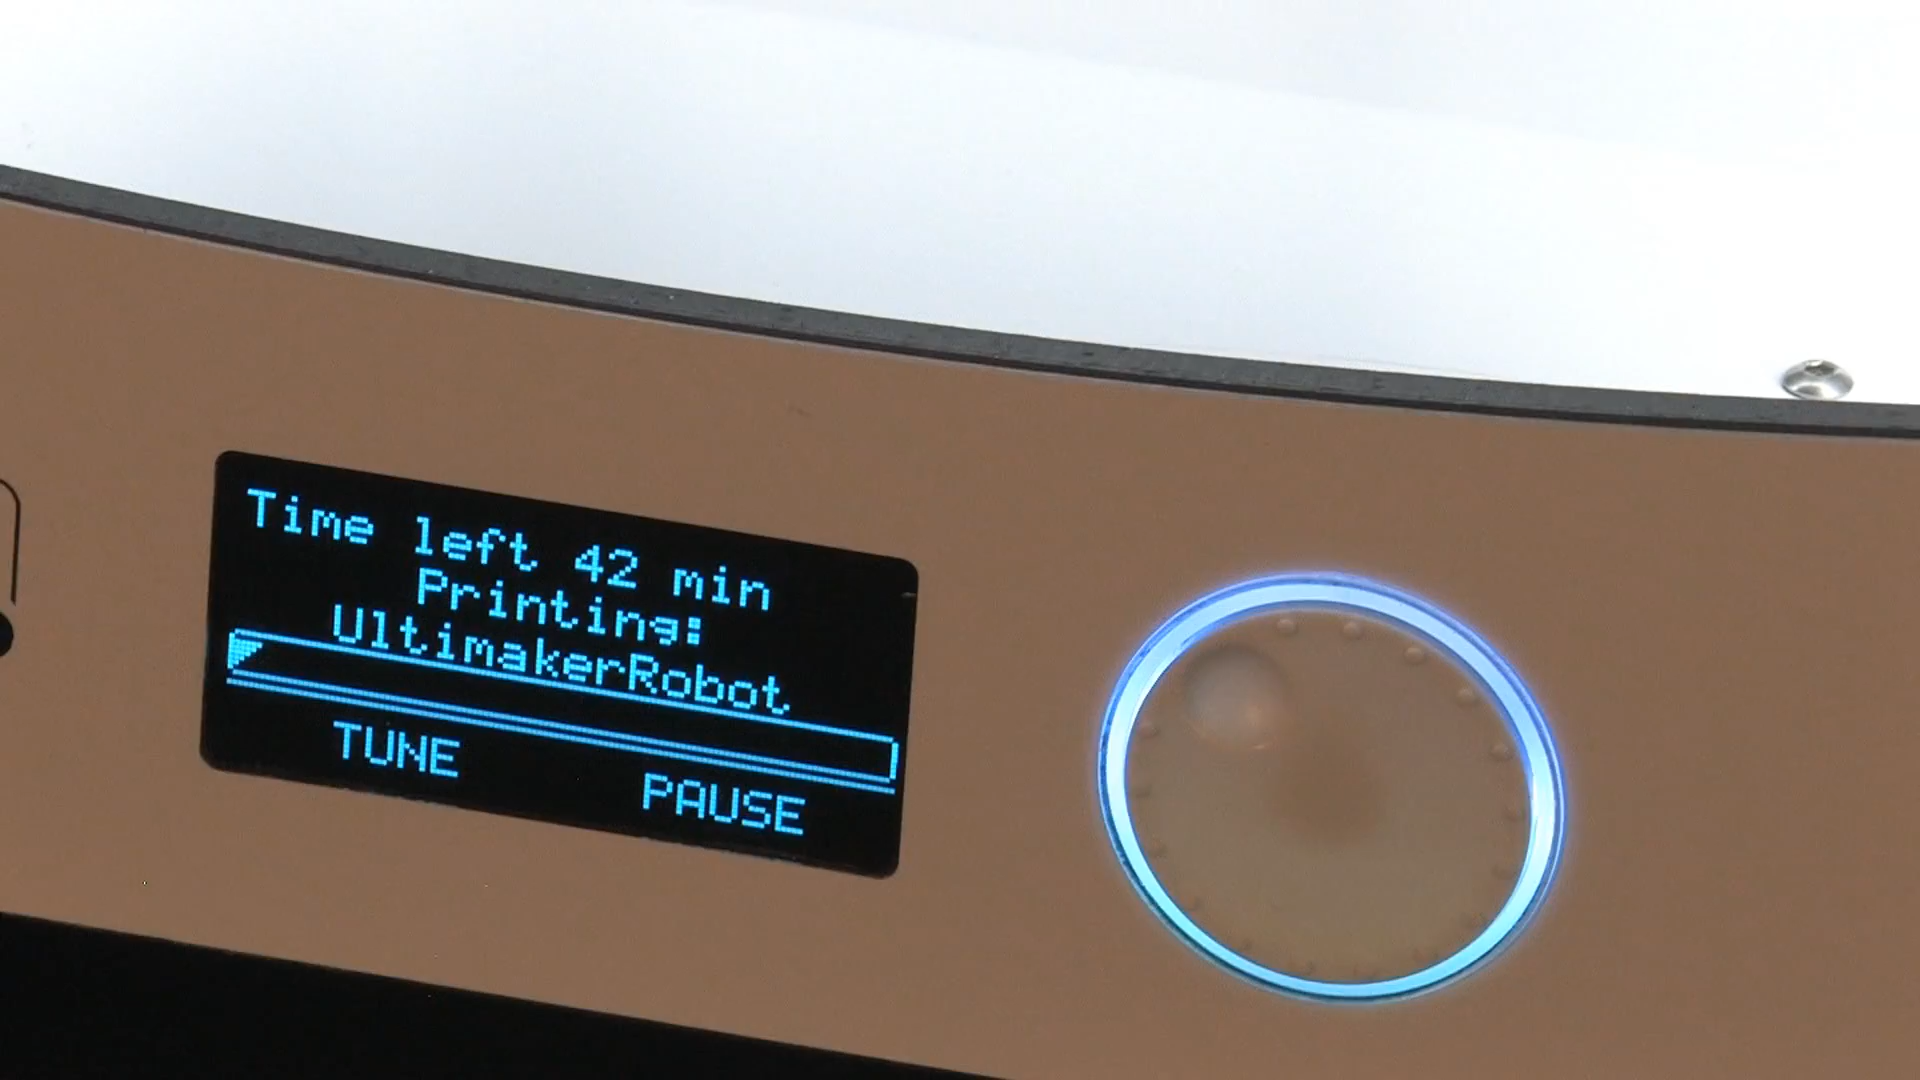 Time left 42 min
Printing:
UltimakerRobot
TUNE
PAUSE